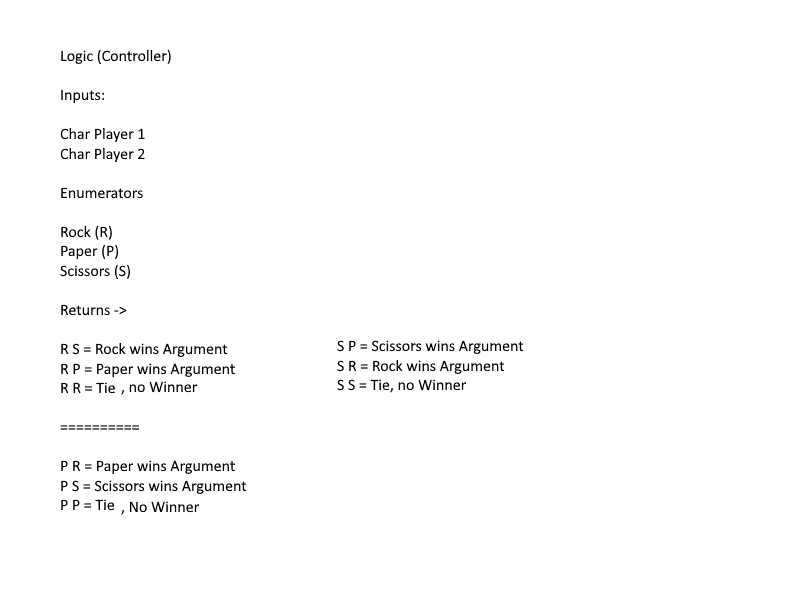 Logic (Controller)
Inputs:
Char Player 1
Char Player 2
Enumerators
Rock (R)
Paper (P)
Scissors (S)
Returns ->
R S = Rock wins Argument
R P = Paper wins Argument
R R = Tie , no Winner
==========
P R = Paper wins Argument
P S = Scissors wins Argument
P P = Tie , No Winner
S P = Scissors wins Argument
S R = Rock wins Argument
S S = Tie, no Winner